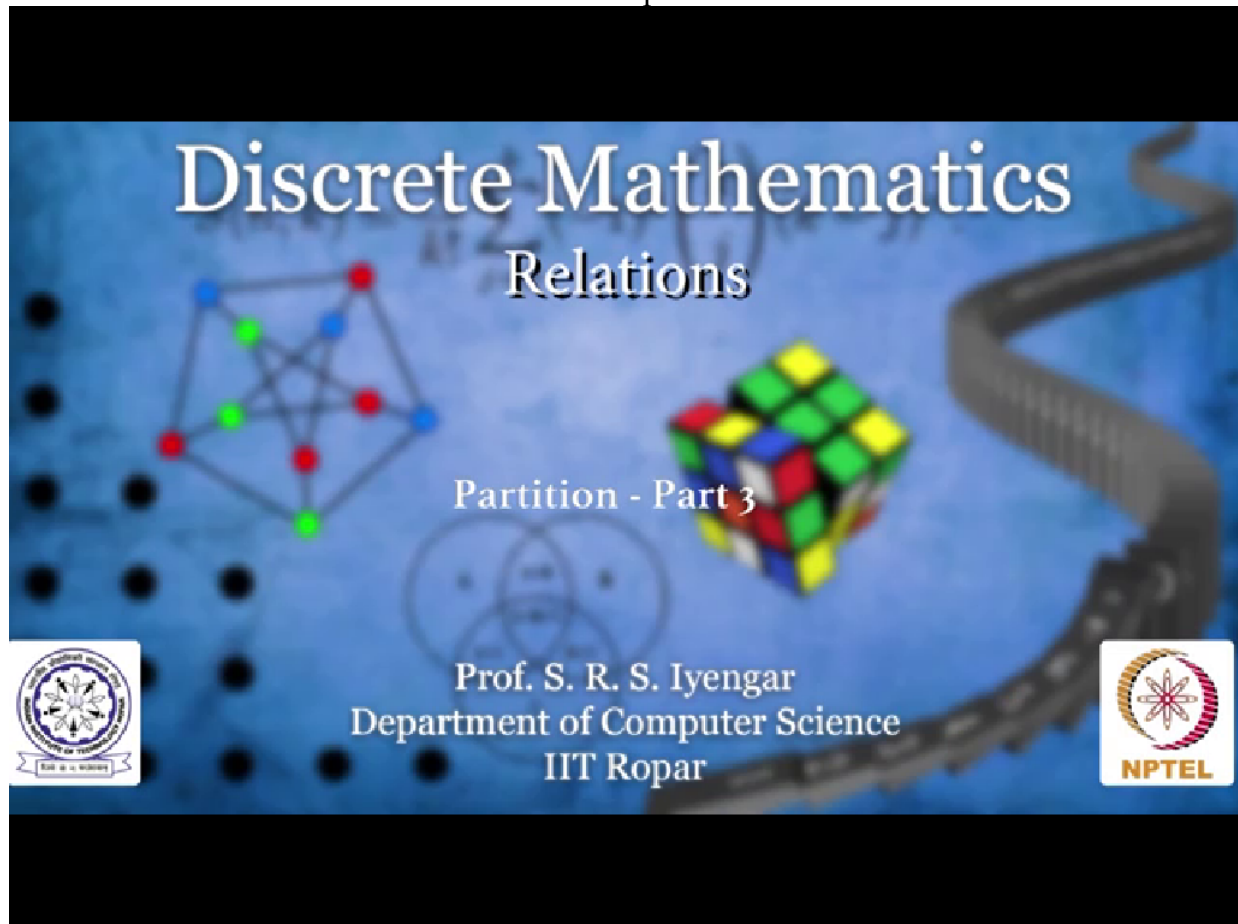 Discrete Mathematics
Relations
Partition - Part 3
Prof. S. R. S. Iyengar
Department of Computer Science
IIT Ropar
NPTEL